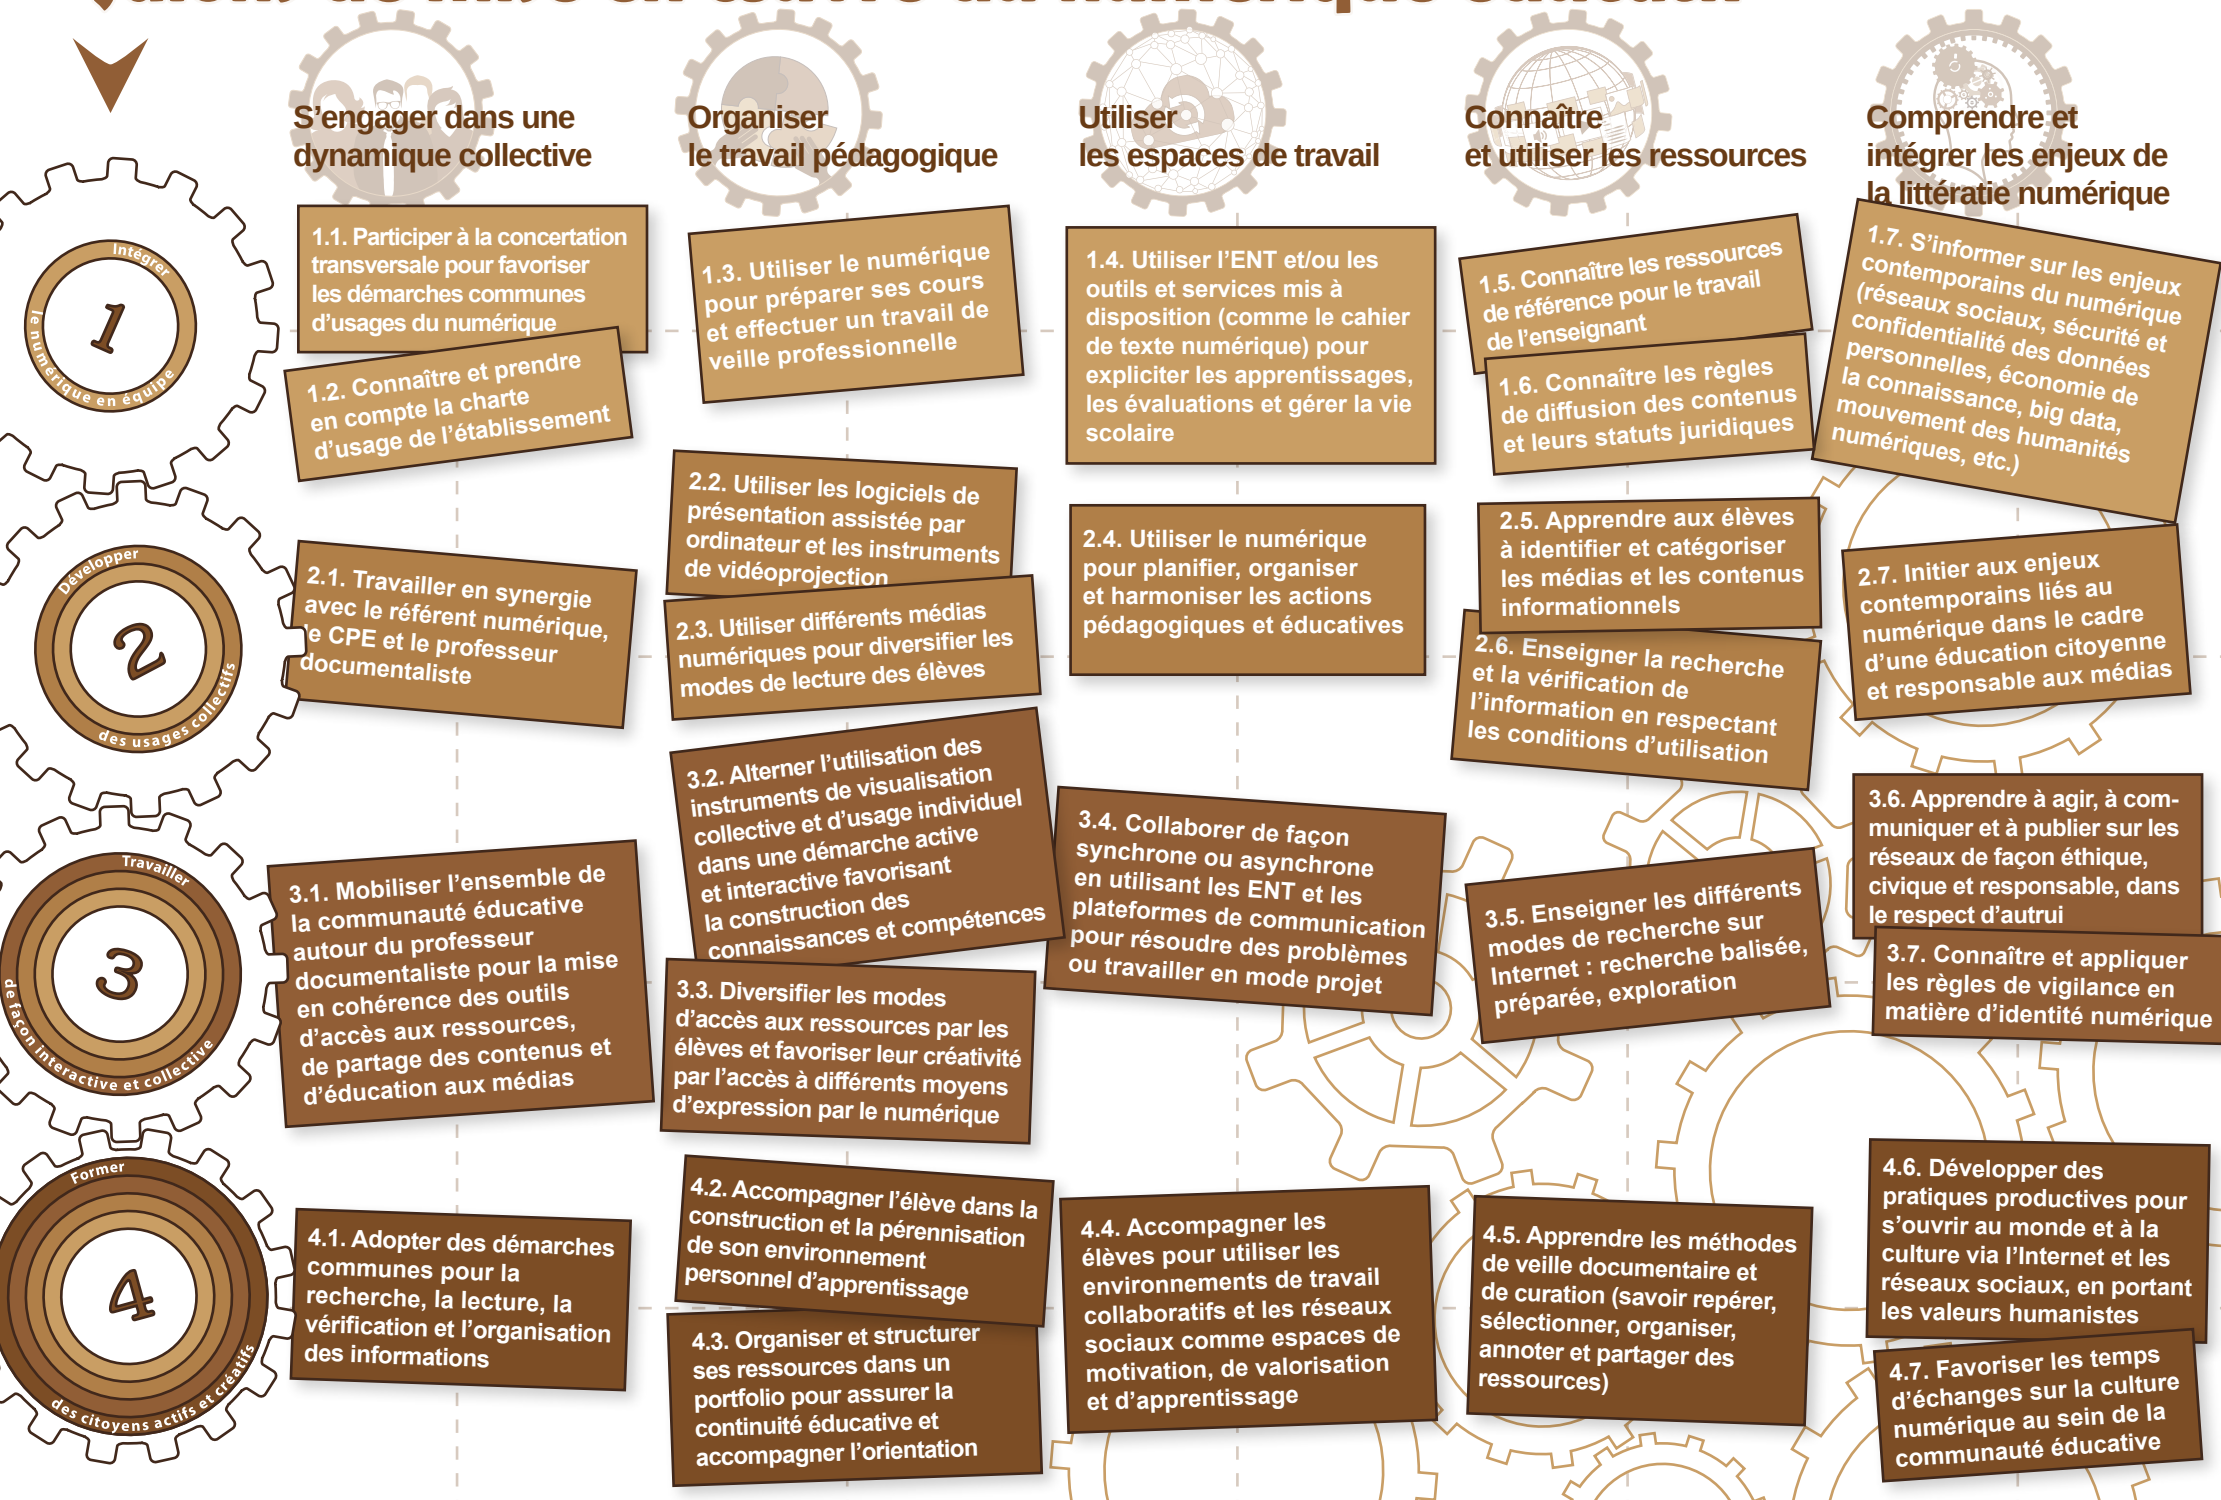 de mise en œuvre du numérique éducatif
S’engager dans une
dynamique collective
Organiser
le travail pédagogique
Utiliser
les espaces de travail
Connaître
et utiliser les ressources
Comprendre et
intégrer les enjeux de
la littératie numérique
Intégrer
le numérique en équipe
1
1.1. Participer à la concertation
transversale pour favoriser
les démarches communes
d’usages du numérique
1.2. Connaître et prendre
en compte la charte
d’usage de l’établissement
1.3. Utiliser le numérique
pour préparer ses cours
et effectuer un travail de
veille professionnelle
1.4. Utiliser l’ENT et/ou les
outils et services mis à
disposition (comme le cahier
de texte numérique) pour
expliciter les apprentissages,
les évaluations et gérer la vie
scolaire
1.5. Connaître les ressources
de référence pour le travail
de l’enseignant
1.6. Connaître les règles
de diffusion des contenus
et leurs statuts juridiques
1.7. S’informer sur les enjeux
contemporains du numérique
(réseaux sociaux, sécurité et
confidentialité des données
personnelles, économie de
la connaissance, big data,
mouvement des humanités
numériques, etc.)
Développer
des usages collectifs
2
2.1. Travailler en synergie
avec le référent numérique,
le CPE et le professeur
documentaliste
2.2. Utiliser les logiciels de
présentation assistée par
ordinateur et les instruments
de vidéoprojection
2.3. Utiliser différents médias
numériques pour diversifier les
modes de lecture des élèves
2.4. Utiliser le numérique
pour planifier, organiser
et harmoniser les actions
pédagogiques et éducatives
2.5. Apprendre aux élèves
à identifier et catégoriser
les médias et les contenus
informationnels
2.6. Enseigner la recherche
et la vérification de
l’information en respectant
les conditions d’utilisation
2.7. Initier aux enjeux
contemporains liés au
numérique dans le cadre
d’une éducation citoyenne
et responsable aux médias
Travailler
de façon interactive et collective
3
3.1. Mobiliser l’ensemble de
la communauté éducative
autour du professeur
documentaliste pour la mise
en cohérence des outils
d’accès aux ressources,
de partage des contenus et
d’éducation aux médias
3.2. Alterner l’utilisation des
instruments de visualisation
collective et d’usage individuel
dans une démarche active
et interactive favorisant
la construction des
connaissances et compétences
3.3. Diversifier les modes
d’accès aux ressources par les
élèves et favoriser leur créativité
par l’accès à différents moyens
d’expression par le numérique
3.4. Collaborer de façon
synchrone ou asynchrone
en utilisant les ENT et les
plateformes de communication
pour résoudre des problèmes
ou travailler en mode projet
3.5. Enseigner les différents
modes de recherche sur
Internet : recherche balisée,
préparée, exploration
3.6. Apprendre à agir, à com-
muniquer et à publier sur les
réseaux de façon éthique,
civique et responsable, dans
le respect d’autrui
3.7. Connaître et appliquer
les règles de vigilance en
matière d’identité numérique
Former
des citoyens actifs et créatifs
4
4.1. Adopter des démarches
communes pour la
recherche, la lecture, la
vérification et l’organisation
des informations
4.2. Accompagner l’élève dans la
construction et la pérennisation
de son environnement
personnel d’apprentissage
4.3. Organiser et structurer
ses ressources dans un
portfolio pour assurer la
continuité éducative et
accompagner l’orientation
4.4. Accompagner les
élèves pour utiliser les
environnements de travail
collaboratifs et les réseaux
sociaux comme espaces de
motivation, de valorisation
et d’apprentissage
4.5. Apprendre les méthodes
de veille documentaire et
de curation (savoir repérer,
sélectionner, organiser,
annoter et partager des
ressources)
4.6. Développer des
pratiques productives pour
s’ouvrir au monde et à la
culture via l’Internet et les
réseaux sociaux, en portant
les valeurs humanistes
4.7. Favoriser les temps
d’échanges sur la culture
numérique au sein de la
communauté éducative